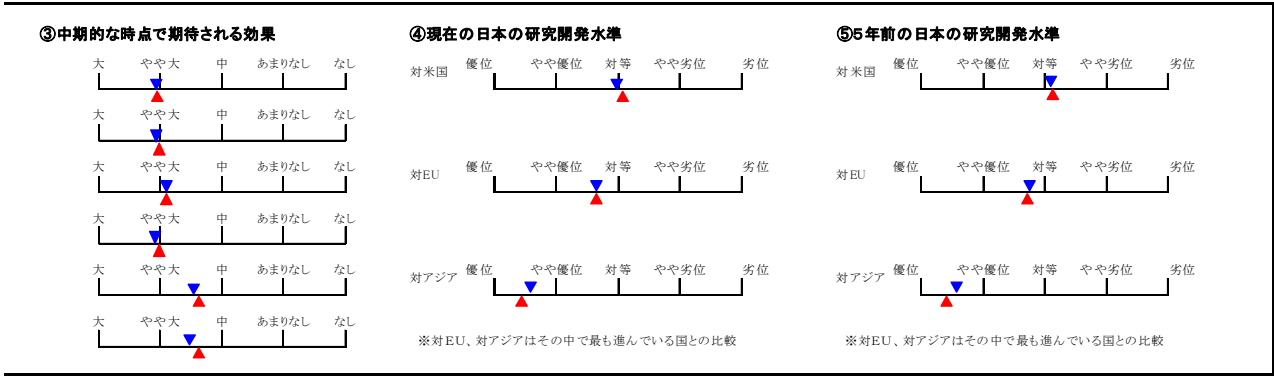 ③中期的な時点で期待される効果
大 やや大 中 あまりなし なし
大 やや大 中 あまりなし なし
大 やや大 中 あまりなし なし
大 やや大 中 あまりなし なし
大 やや大 中 あまりなし なし
大 やや大 中 あまりなし なし
④現在の日本の研究開発水準
対米国 優位 やや優位 対等 やや劣位 劣位
対EU 優位 やや優位 対等 やや劣位 劣位
対アジア 優位 やや優位 対等 やや劣位 劣位
※対EU、対アジアはその中で最も進んでいる国との比較
⑤5年前の日本の研究開発水準
対米国 優位 やや優位 対等 やや劣位 劣位
対EU 優位 やや優位 対等 やや劣位 劣位
対アジア 優位 やや優位 対等 やや劣位 劣位
※対EU、対アジアはその中で最も進んでいる国との比較